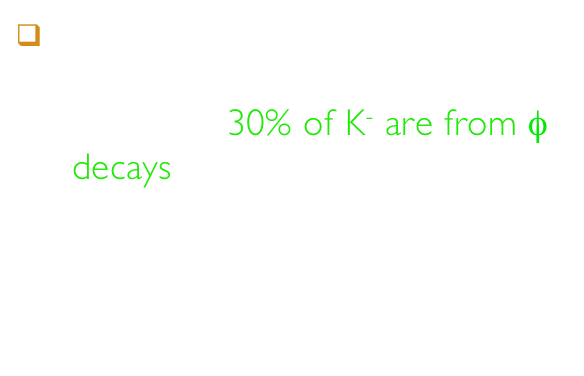 30% of K⁻ are from ϕ
decays